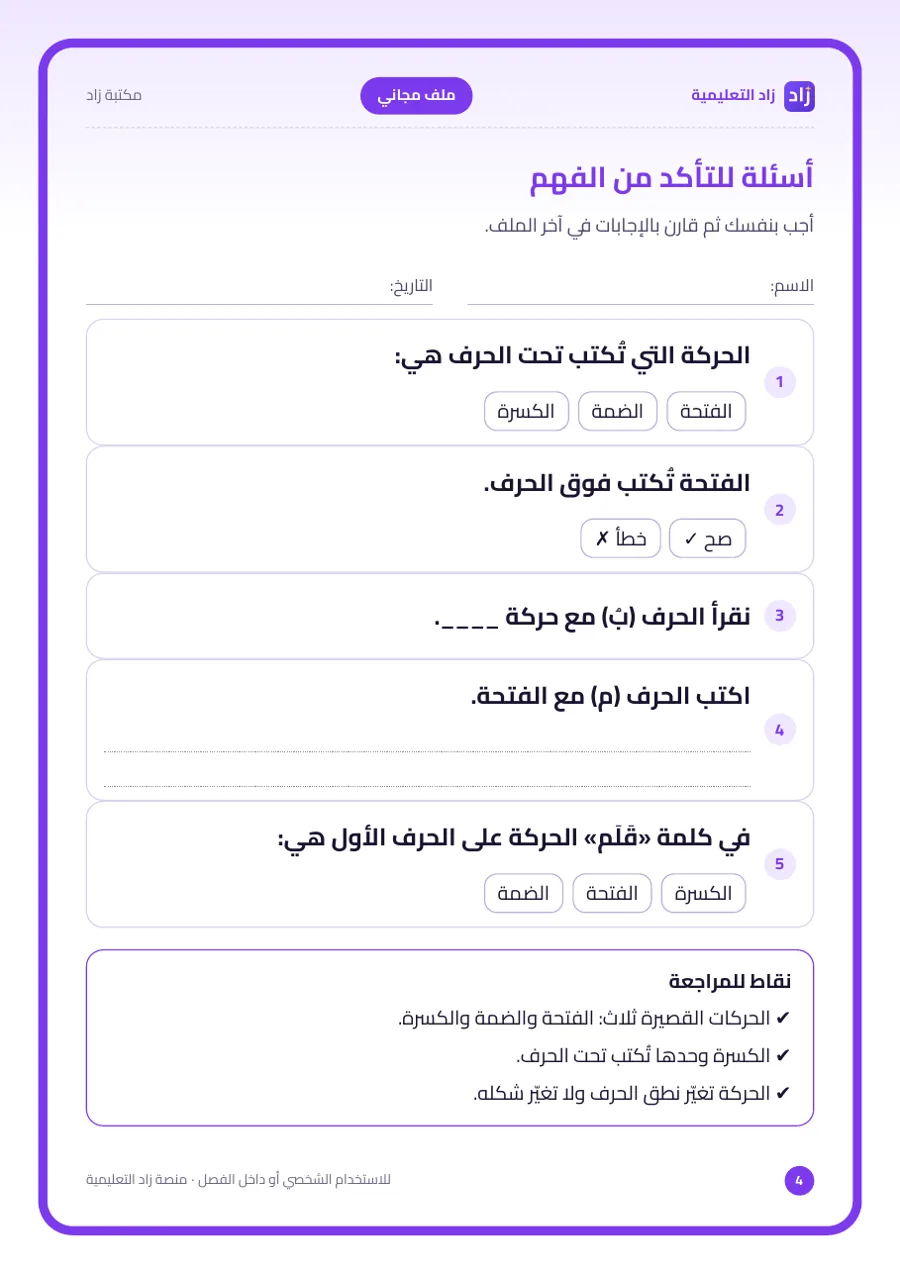 زاد
زاد التعليمية
ملف مجاني
مكتبة زاد
أسئلة للتأكد من الفهم
أجب بنفسك ثم قارن بالإجابات في آخر الملف.
الاسم:
التاريخ:
1
الحركة التي تُكتب تحت الحرف هي:
الفتحة
الضمة
الكسرة
2
الفتحة تُكتب فوق الحرف.
صح ✓
خطأ ✗
3
نقرأ الحرف (بُ) مع حركة ____.
4
اكتب الحرف (م) مع الفتحة.
5
في كلمة «قَلَم» الحركة على الحرف الأول هي:
الكسرة
الفتحة
الضمة
نقاط للمراجعة
✔ الحركات القصيرة ثلاث: الفتحة والضمة والكسرة.
✔ الكسرة وحدها تُكتب تحت الحرف.
✔ الحركة تغيّر نطق الحرف ولا تغيّر شكله.
4
للاستخدام الشخصي أو داخل الفصل · منصة زاد التعليمية